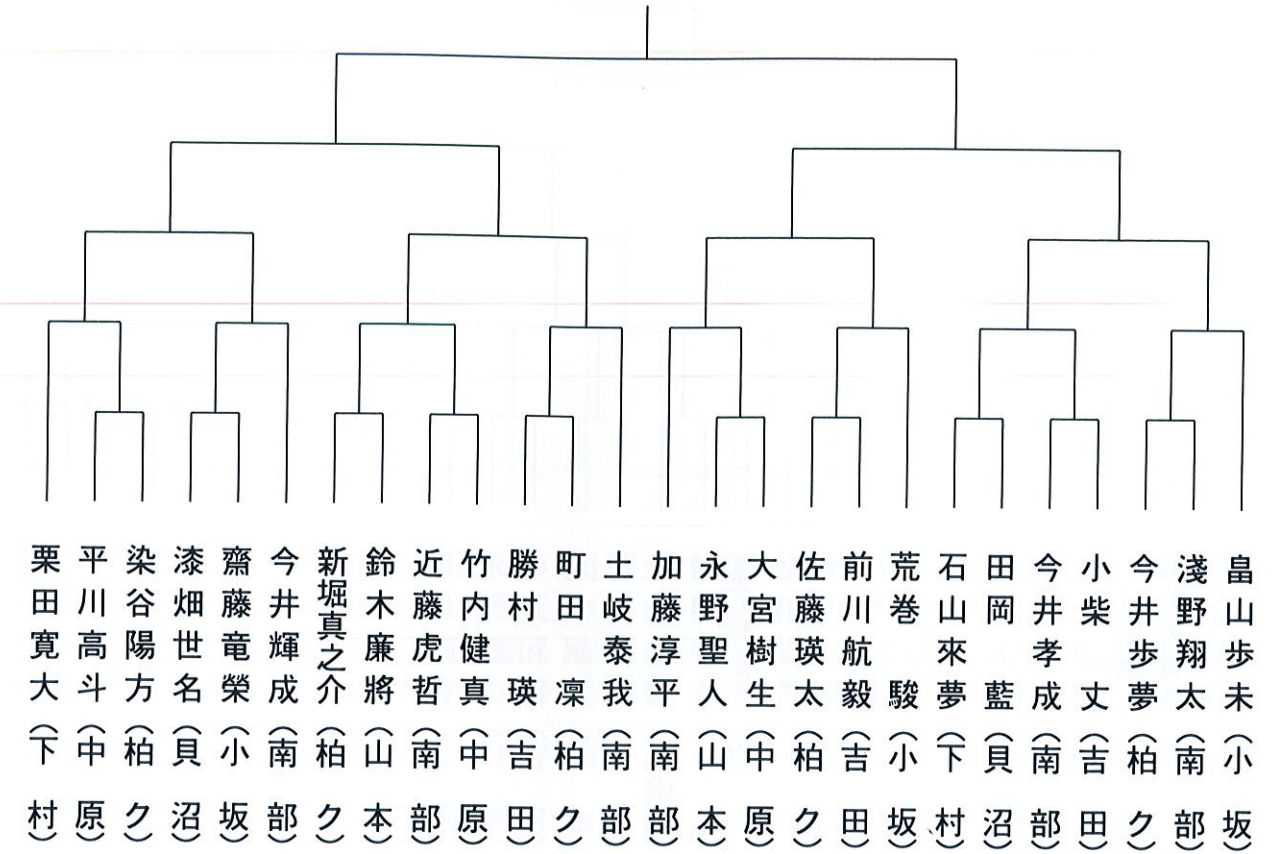 栗田寛大（下村）
平川高斗（中原）
染谷陽方（柏ク）
漆畑世名（貝沼）
齋藤竜榮（小坂）
今井輝成（南部）
新堀真之介（柏ク）
鈴木廉將（山本）
近藤虎哲（南部）
竹内健真（中原）
勝村瑛（吉田）
町田凜（柏ク）
土岐泰我（南部）
加藤淳平（南部）
永野聖人（山本）
大宮樹生（中原）
佐藤瑛太（柏ク）
前川航毅（吉田）
荒巻駿（小坂）
石山來夢（下村）
田岡藍（貝沼）
今井孝成（南部）
小柴丈（吉田）
今井歩夢（柏ク）
淺野翔太（南部）
畠山歩未（小坂）